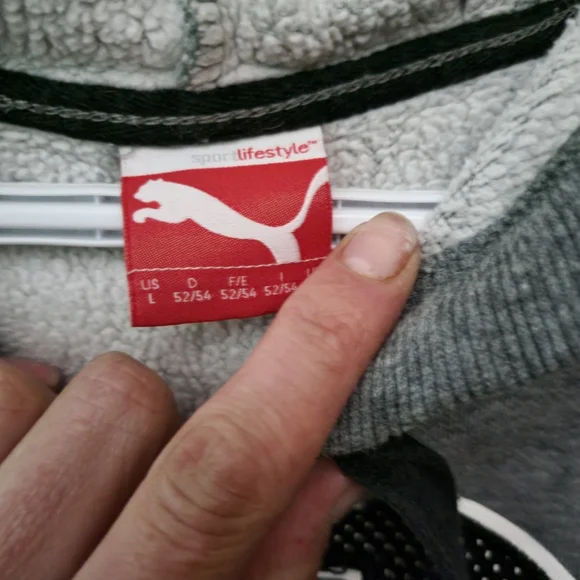 sportlifestyle™
US D F/E I
L 52/54 52/54 52/54